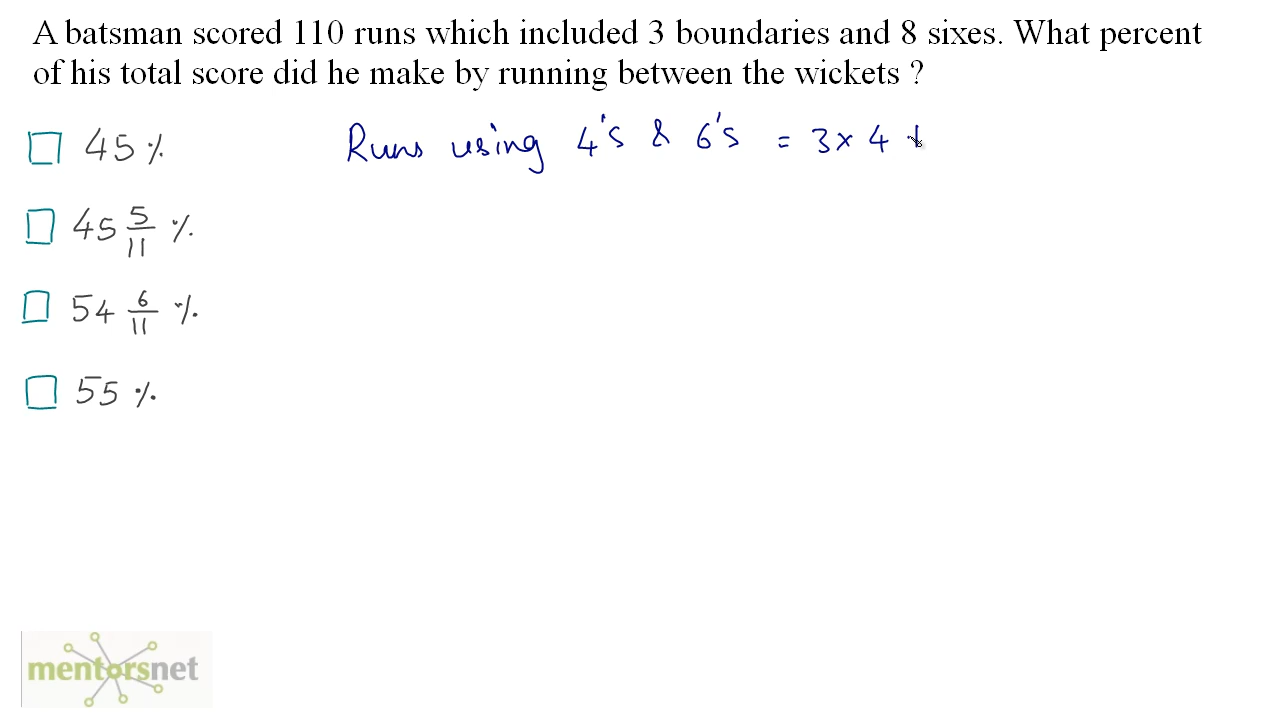 A batsman scored 110 runs which included 3 boundaries and 8 sixes. What percent
of his total score did he make by running between the wickets ?
Runs using 4's & 6's = 3 × 4 +
45 %
45 5/11 %
54 6/11 %
55 %
mentorsnet